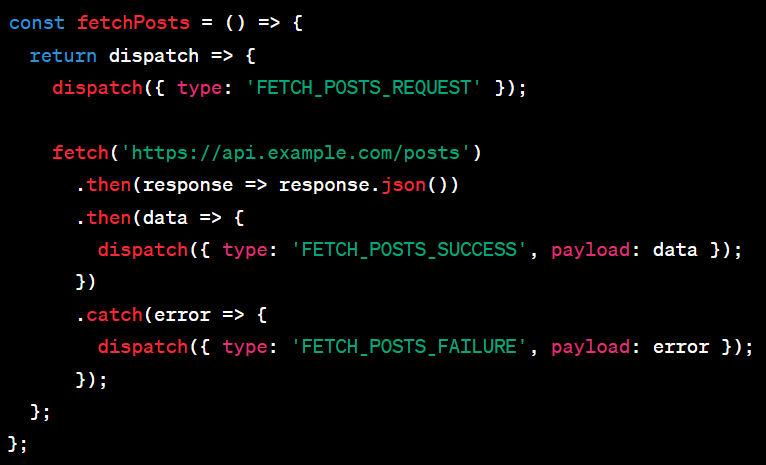 const fetchPosts = () => {
  return dispatch => {
    dispatch({ type: 'FETCH_POSTS_REQUEST' });

    fetch('https://api.example.com/posts')
      .then(response => response.json())
      .then(data => {
        dispatch({ type: 'FETCH_POSTS_SUCCESS', payload: data });
      })
      .catch(error => {
        dispatch({ type: 'FETCH_POSTS_FAILURE', payload: error });
      });
  };
};